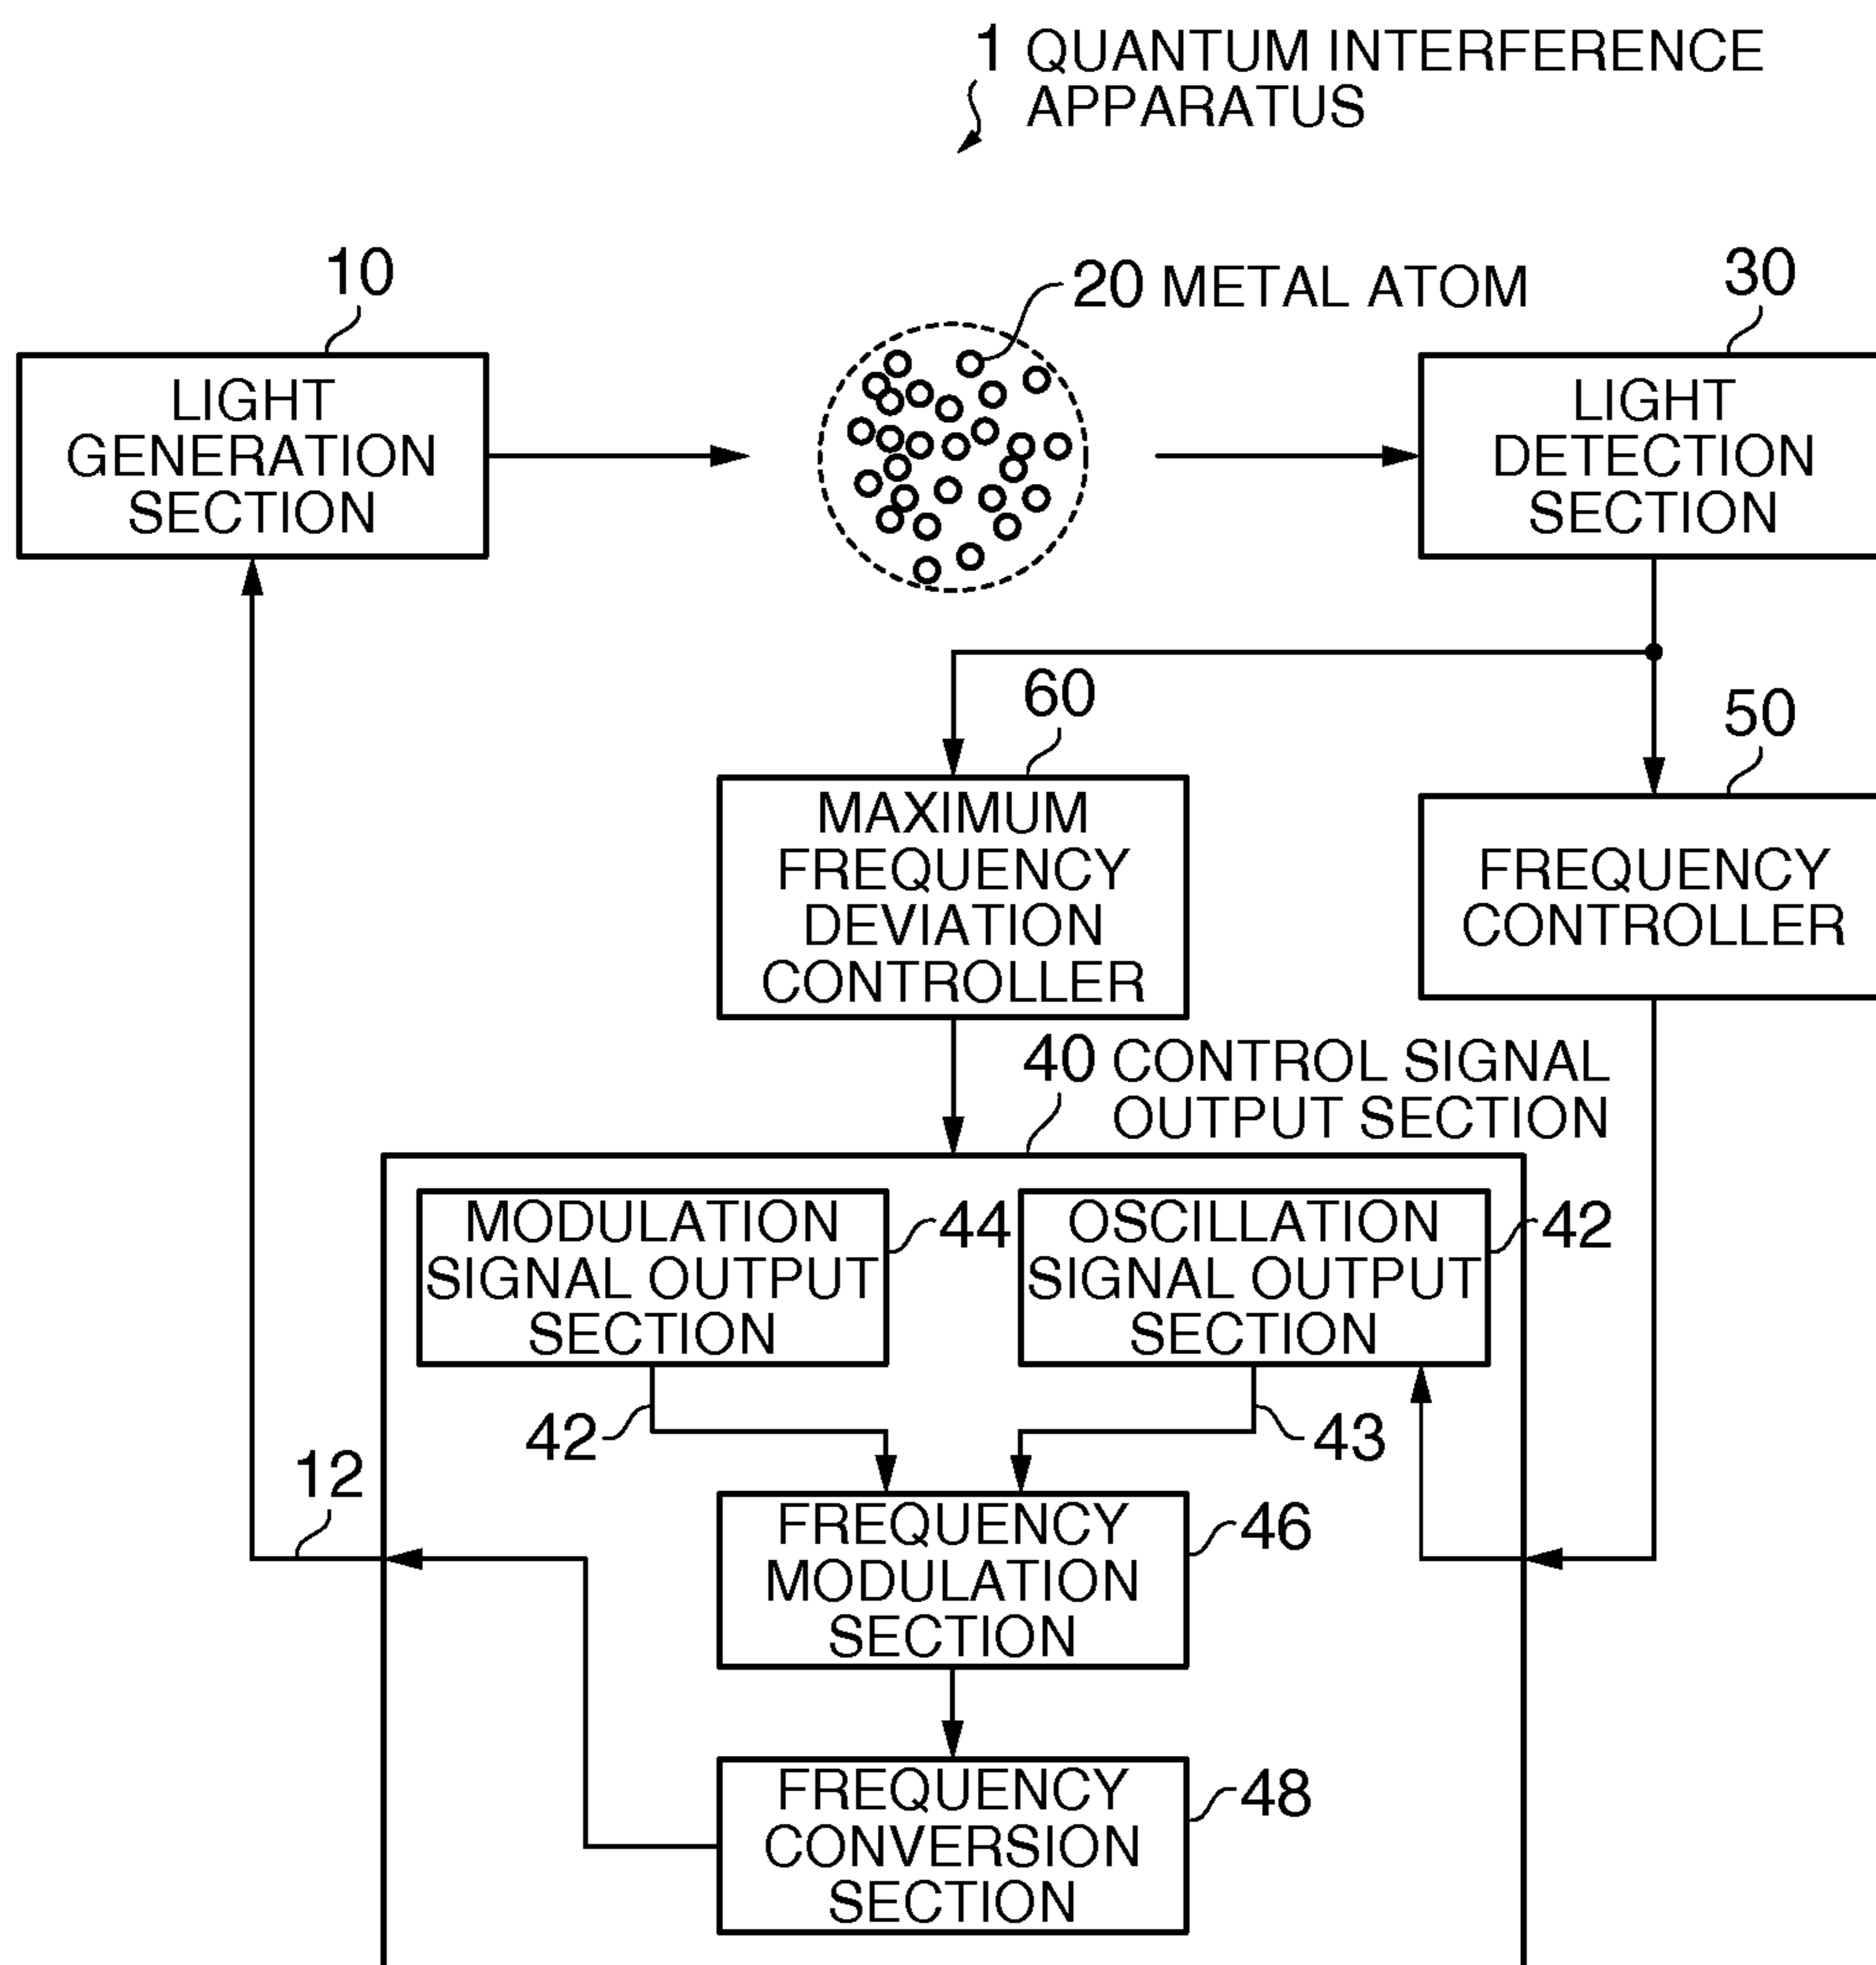 1 QUANTUM INTERFERENCE
APPARATUS
10
20 METAL ATOM
30
LIGHT
GENERATION
SECTION
LIGHT
DETECTION
SECTION
60
50
MAXIMUM
FREQUENCY
DEVIATION
CONTROLLER
FREQUENCY
CONTROLLER
40 CONTROL SIGNAL
OUTPUT SECTION
MODULATION
SIGNAL OUTPUT
SECTION
44
OSCILLATION
SIGNAL OUTPUT
SECTION
42
42
43
12
FREQUENCY
MODULATION
SECTION
46
FREQUENCY
CONVERSION
SECTION
48